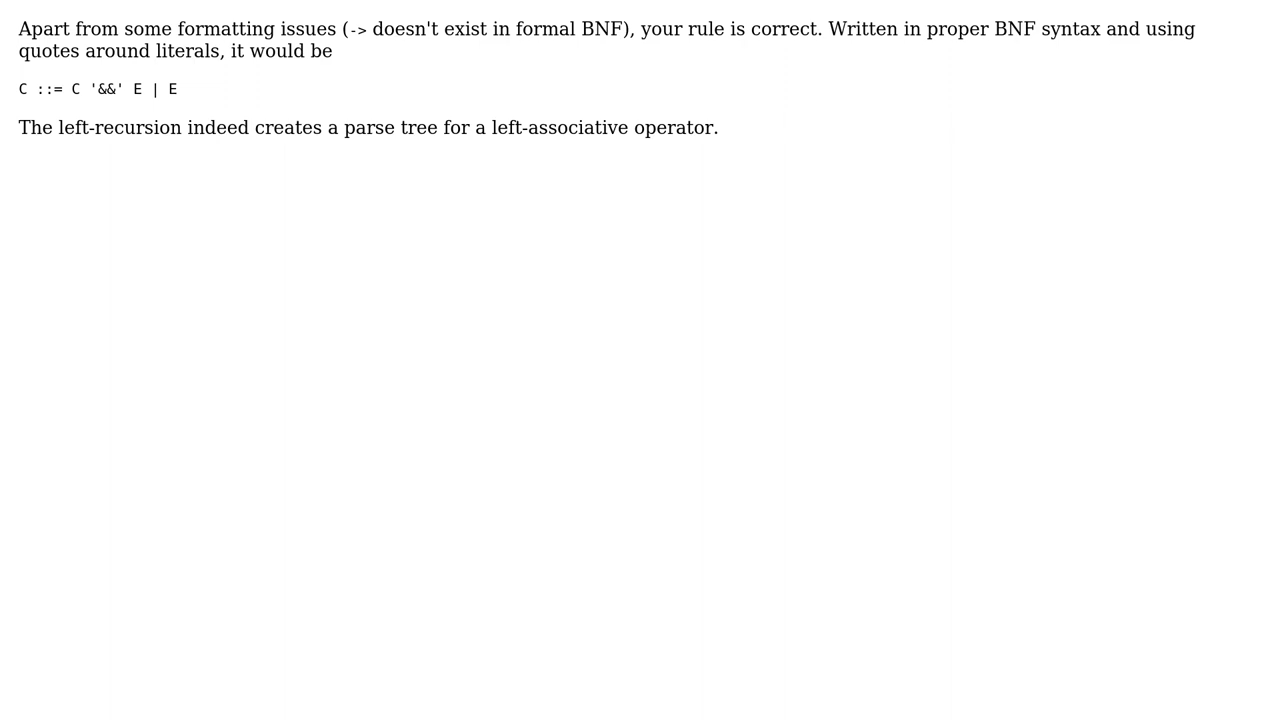 Apart from some formatting issues (-> doesn't exist in formal BNF), your rule is correct. Written in proper BNF syntax and using
quotes around literals, it would be
C ::= C '&&' E | E
The left-recursion indeed creates a parse tree for a left-associative operator.